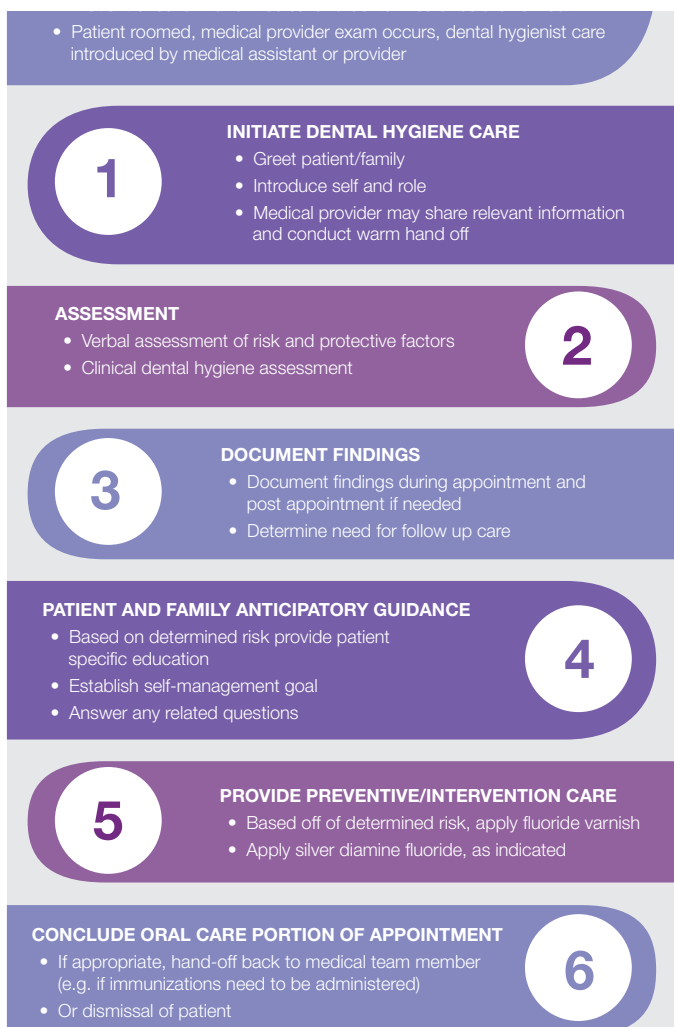 • Patient roomed, medical provider exam occurs, dental hygienist care
introduced by medical assistant or provider
1
INITIATE DENTAL HYGIENE CARE
• Greet patient/family
• Introduce self and role
• Medical provider may share relevant information
and conduct warm hand off
ASSESSMENT
• Verbal assessment of risk and protective factors
• Clinical dental hygiene assessment
2
3
DOCUMENT FINDINGS
• Document findings during appointment and
post appointment if needed
• Determine need for follow up care
PATIENT AND FAMILY ANTICIPATORY GUIDANCE
• Based on determined risk provide patient
specific education
• Establish self-management goal
• Answer any related questions
4
5
PROVIDE PREVENTIVE/INTERVENTION CARE
• Based off of determined risk, apply fluoride varnish
• Apply silver diamine fluoride, as indicated
CONCLUDE ORAL CARE PORTION OF APPOINTMENT
• If appropriate, hand-off back to medical team member
(e.g. if immunizations need to be administered)
• Or dismissal of patient
6